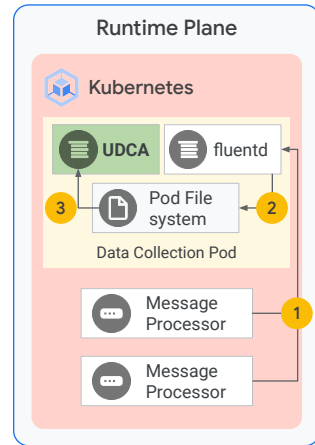 Runtime Plane
Kubernetes
UDCA
fluentd
3
Pod File
system
2
Data Collection Pod
Message
Processor
1
Message
Processor